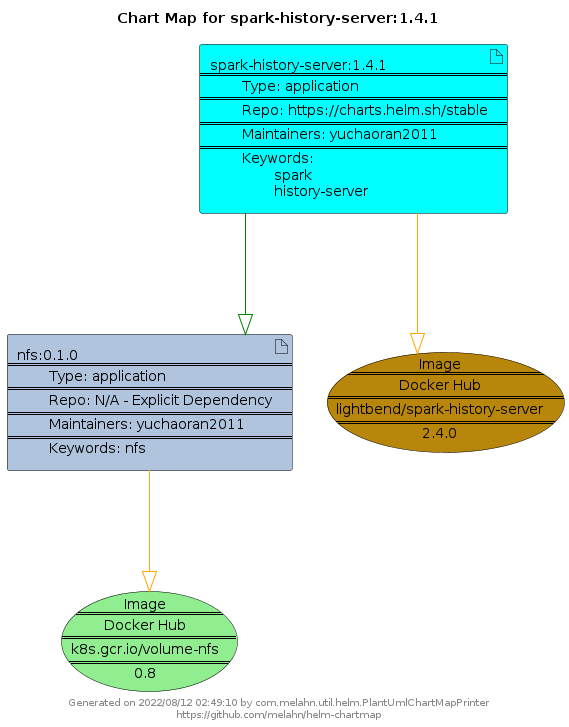 Chart Map for spark-history-server:1.4.1
spark-history-server:1.4.1
Type: application
Repo: https://charts.helm.sh/stable
Maintainers: yuchaoran2011
Keywords:
spark
history-server
nfs:0.1.0
Type: application
Repo: N/A - Explicit Dependency
Maintainers: yuchaoran2011
Keywords: nfs
Image
Docker Hub
lightbend/spark-history-server
2.4.0
Image
Docker Hub
k8s.gcr.io/volume-nfs
0.8
Generated on 2022/08/12 02:49:10 by com.melahn.util.helm.PlantUmlChartMapPrinter
https://github.com/melahn/helm-chartmap